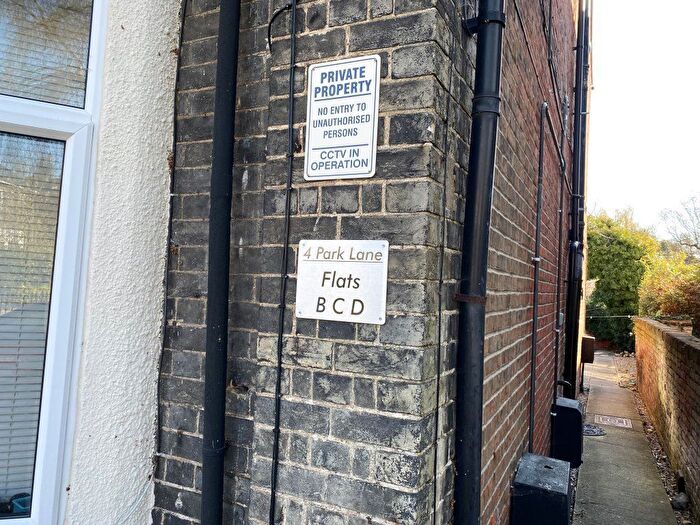 PRIVATE
PROPERTY
NO ENTRY TO
UNAUTHORISED
PERSONS
CCTV IN
OPERATION
4 Park Lane
Flats
B C D